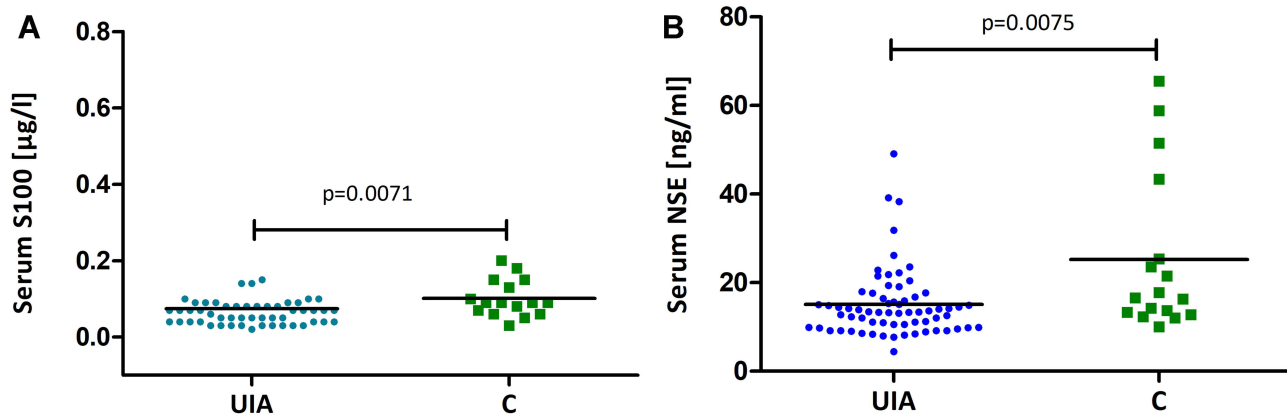 A
Serum S100 [µg/l]
0.8
0.6
0.4
0.2
0.0
p=0.0071
UIA
C
B
Serum NSE [ng/ml]
80
60
40
20
0
p=0.0075
UIA
C